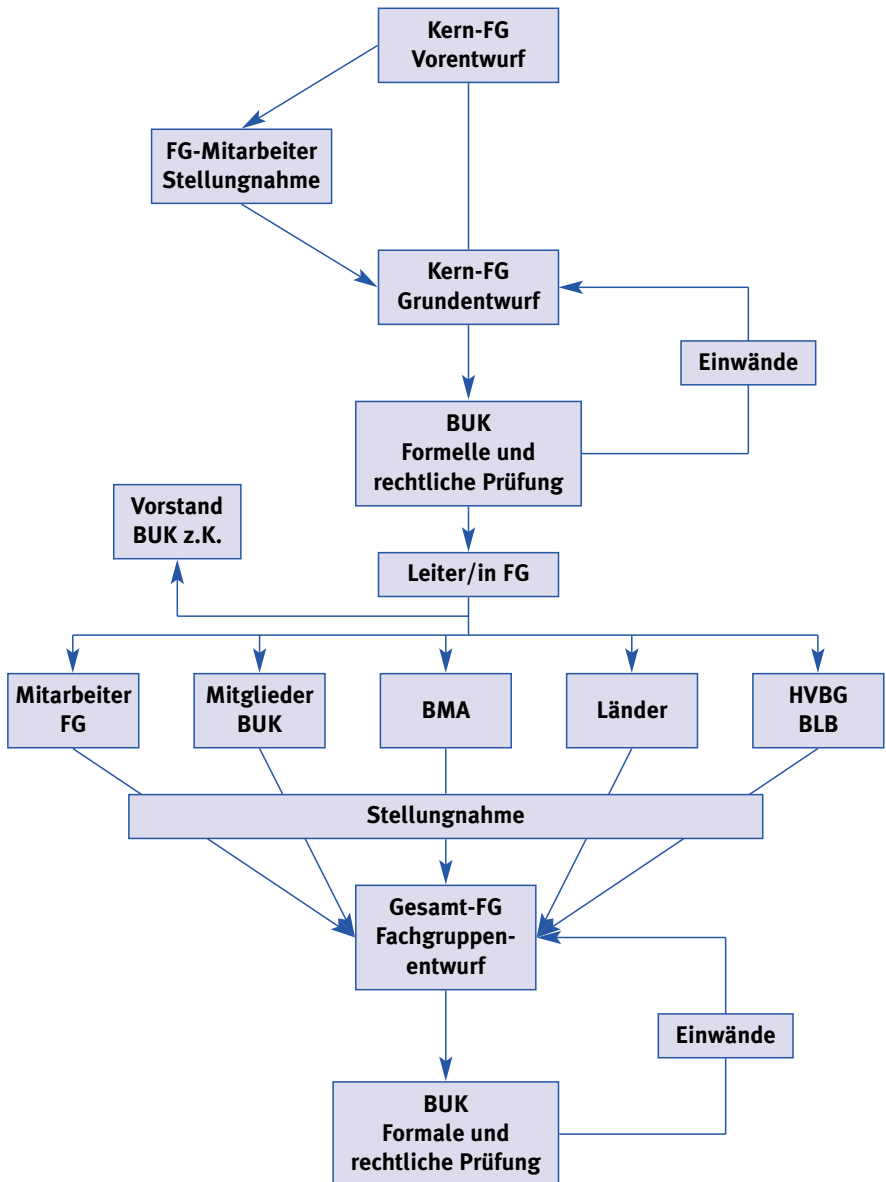 Kern-FG
Vorentwurf
FG-Mitarbeiter
Stellungnahme
Kern-FG
Grundentwurf
Einwände
BUK
Formelle und
rechtliche Prüfung
Vorstand
BUK z.K.
Leiter/in FG
Mitarbeiter
FG
Mitglieder
BUK
BMA
Länder
HVBG
BLB
Stellungnahme
Gesamt-FG
Fachgruppen-
entwurf
Einwände
BUK
Formale und
rechtliche Prüfung